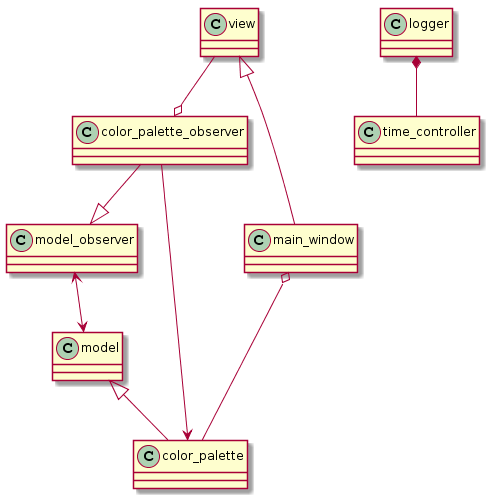 C view
C logger
C color_palette_observer
C time_controller
C model_observer
C main_window
C model
C color_palette